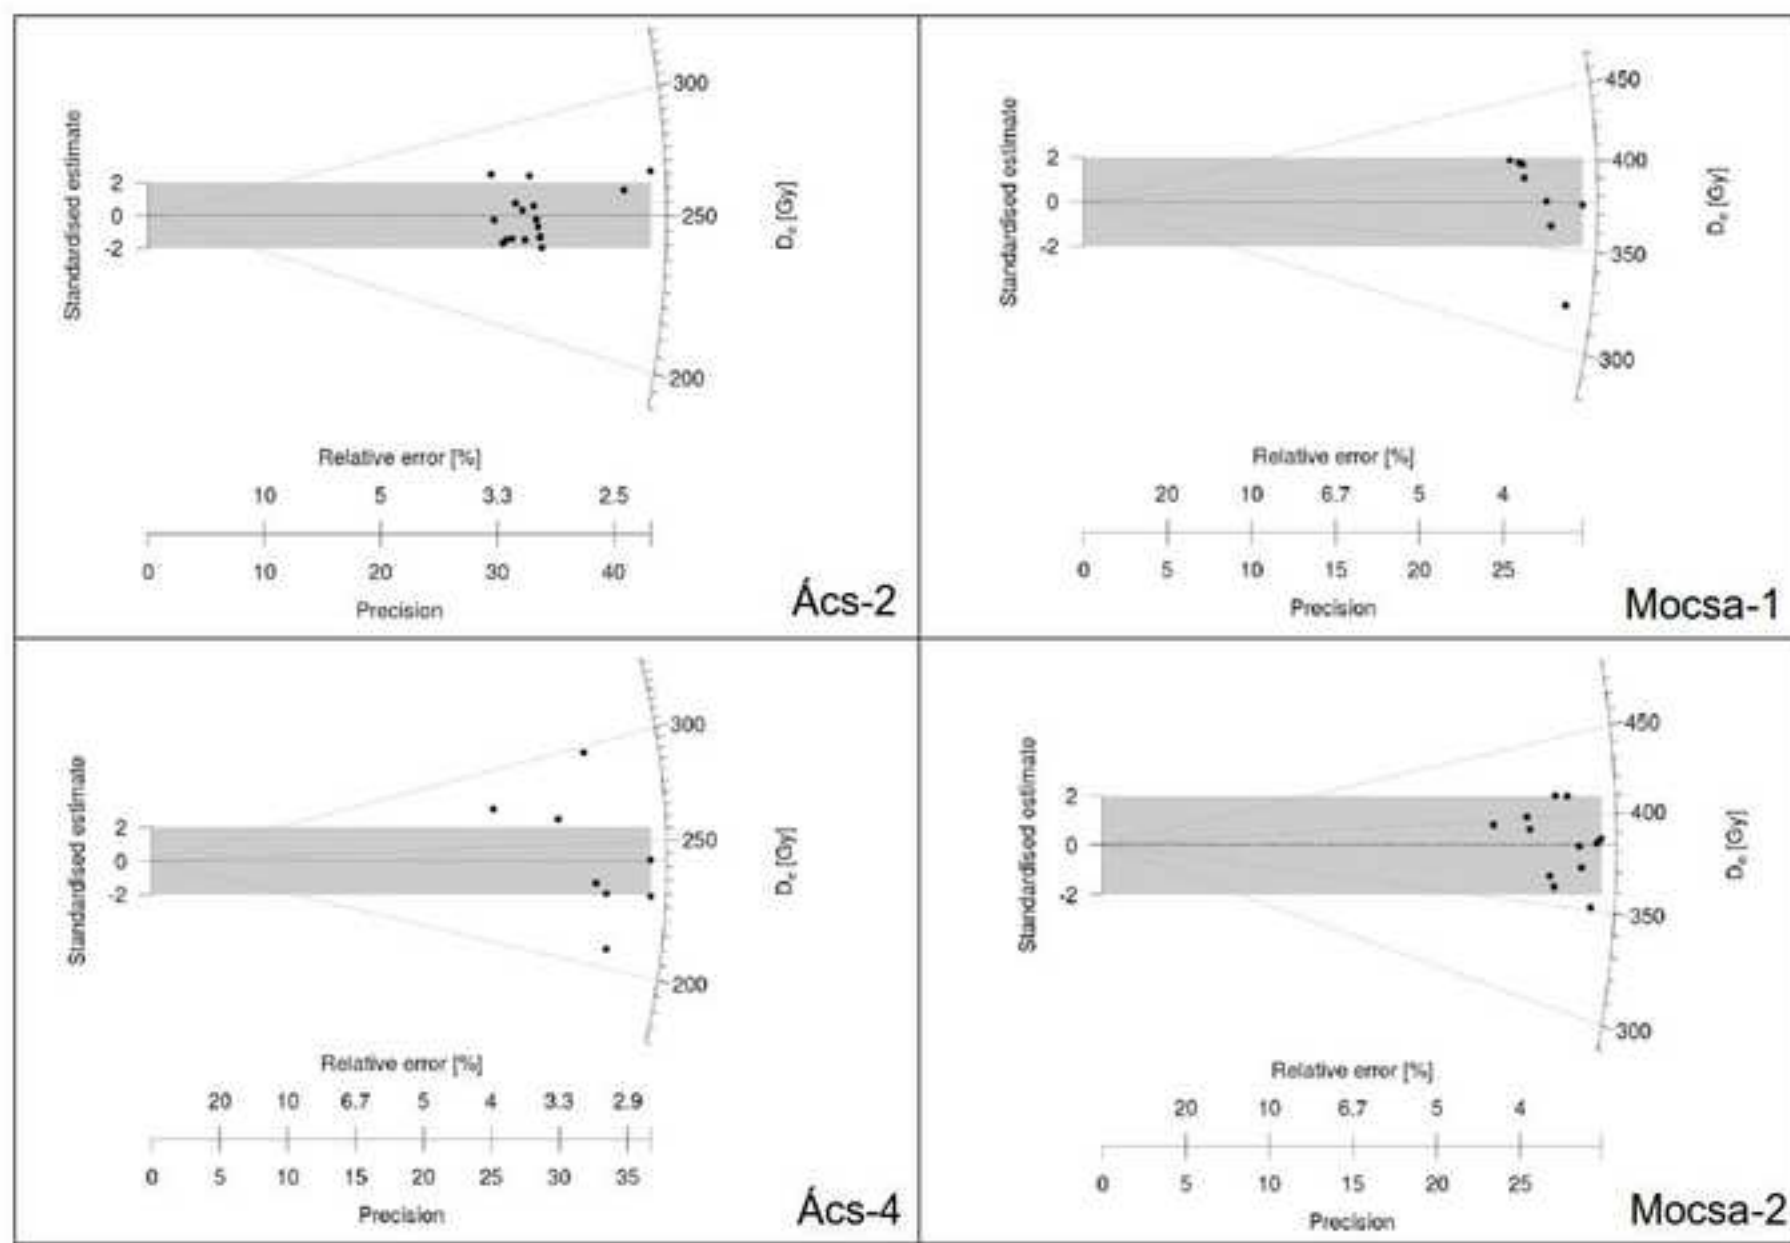 Standardised estimate
2
0
-2
300
250
200
De [Gy]
Relative error [%]
10 5 3.3 2.5
0 10 20 30 40
Precision
Ács-2
Standardised estimate
2
0
-2
450
400
350
300
De [Gy]
Relative error [%]
20 10 6.7 5 4
0 5 10 15 20 25
Precision
Mocsa-1
Standardised estimate
2
0
-2
300
250
200
De [Gy]
Relative error [%]
20 10 6.7 5 4 3.3 2.9
0 5 10 15 20 25 30 35
Precision
Ács-4
Standardised estimate
2
0
-2
450
400
350
300
De [Gy]
Relative error [%]
20 10 6.7 5 4
0 5 10 15 20 25
Precision
Mocsa-2